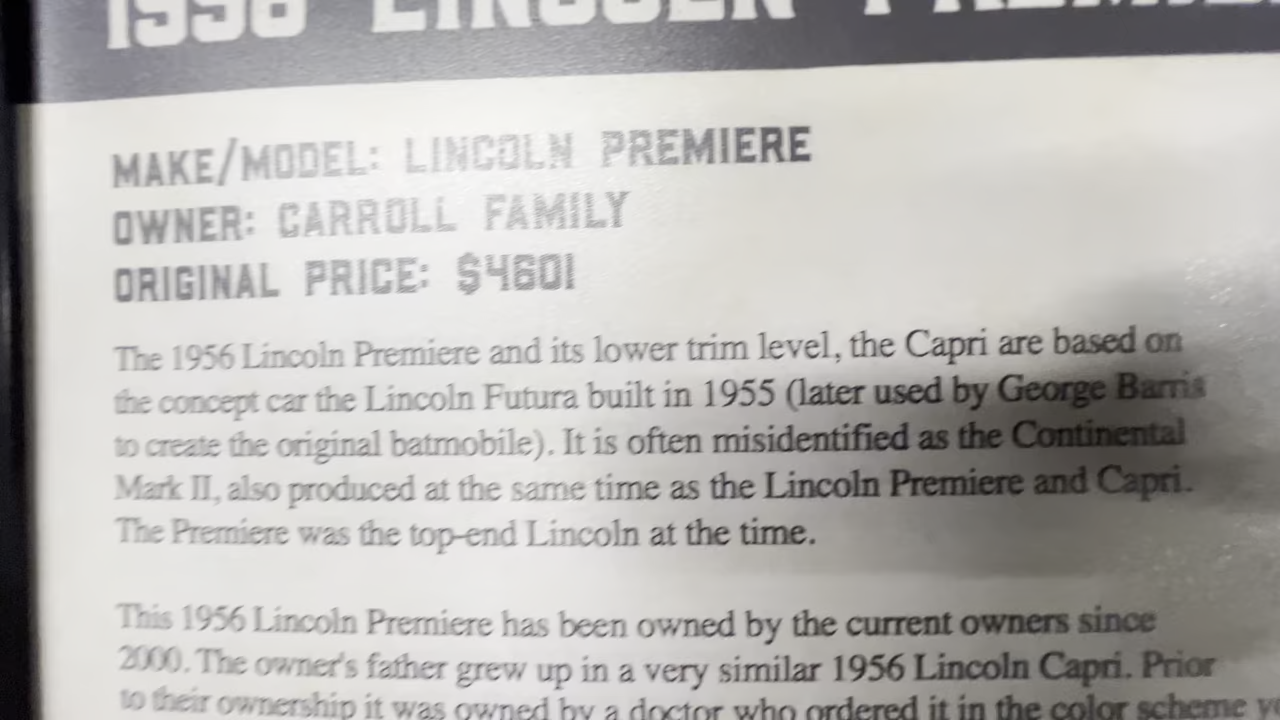 1956 LINCOLN PREMIER
MAKE/MODEL: LINCOLN PREMIERE
OWNER: CARROLL FAMILY
ORIGINAL PRICE: $4601
The 1956 Lincoln Premiere and its lower trim level, the Capri are based on
the concept car the Lincoln Futura built in 1955 (later used by George Barris
to create the original batmobile). It is often misidentified as the Continental
Mark II, also produced at the same time as the Lincoln Premiere and Capri.
The Premiere was the top-end Lincoln at the time.
This 1956 Lincoln Premiere has been owned by the current owners since
2000. The owner's father grew up in a very similar 1956 Lincoln Capri. Prior
to their ownership it was owned by a doctor who ordered it in the color scheme